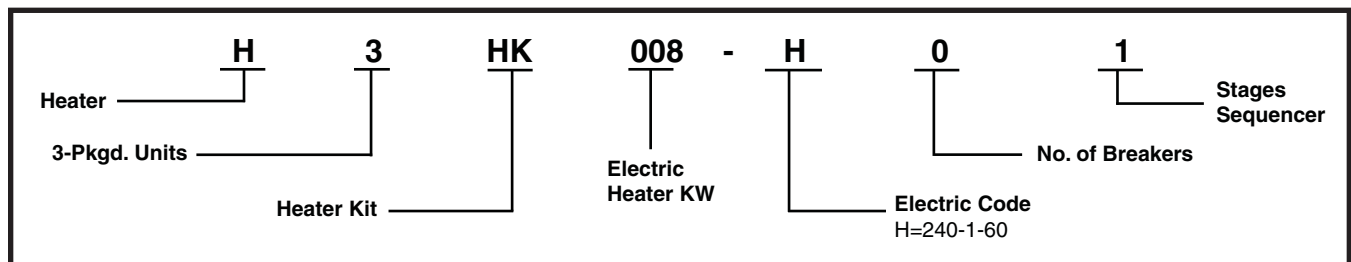 H 3 HK 008 - H 0 1
Heater
3-Pkgd. Units
Heater Kit
Electric
Heater KW
Electric Code
H=240-1-60
No. of Breakers
Stages
Sequencer